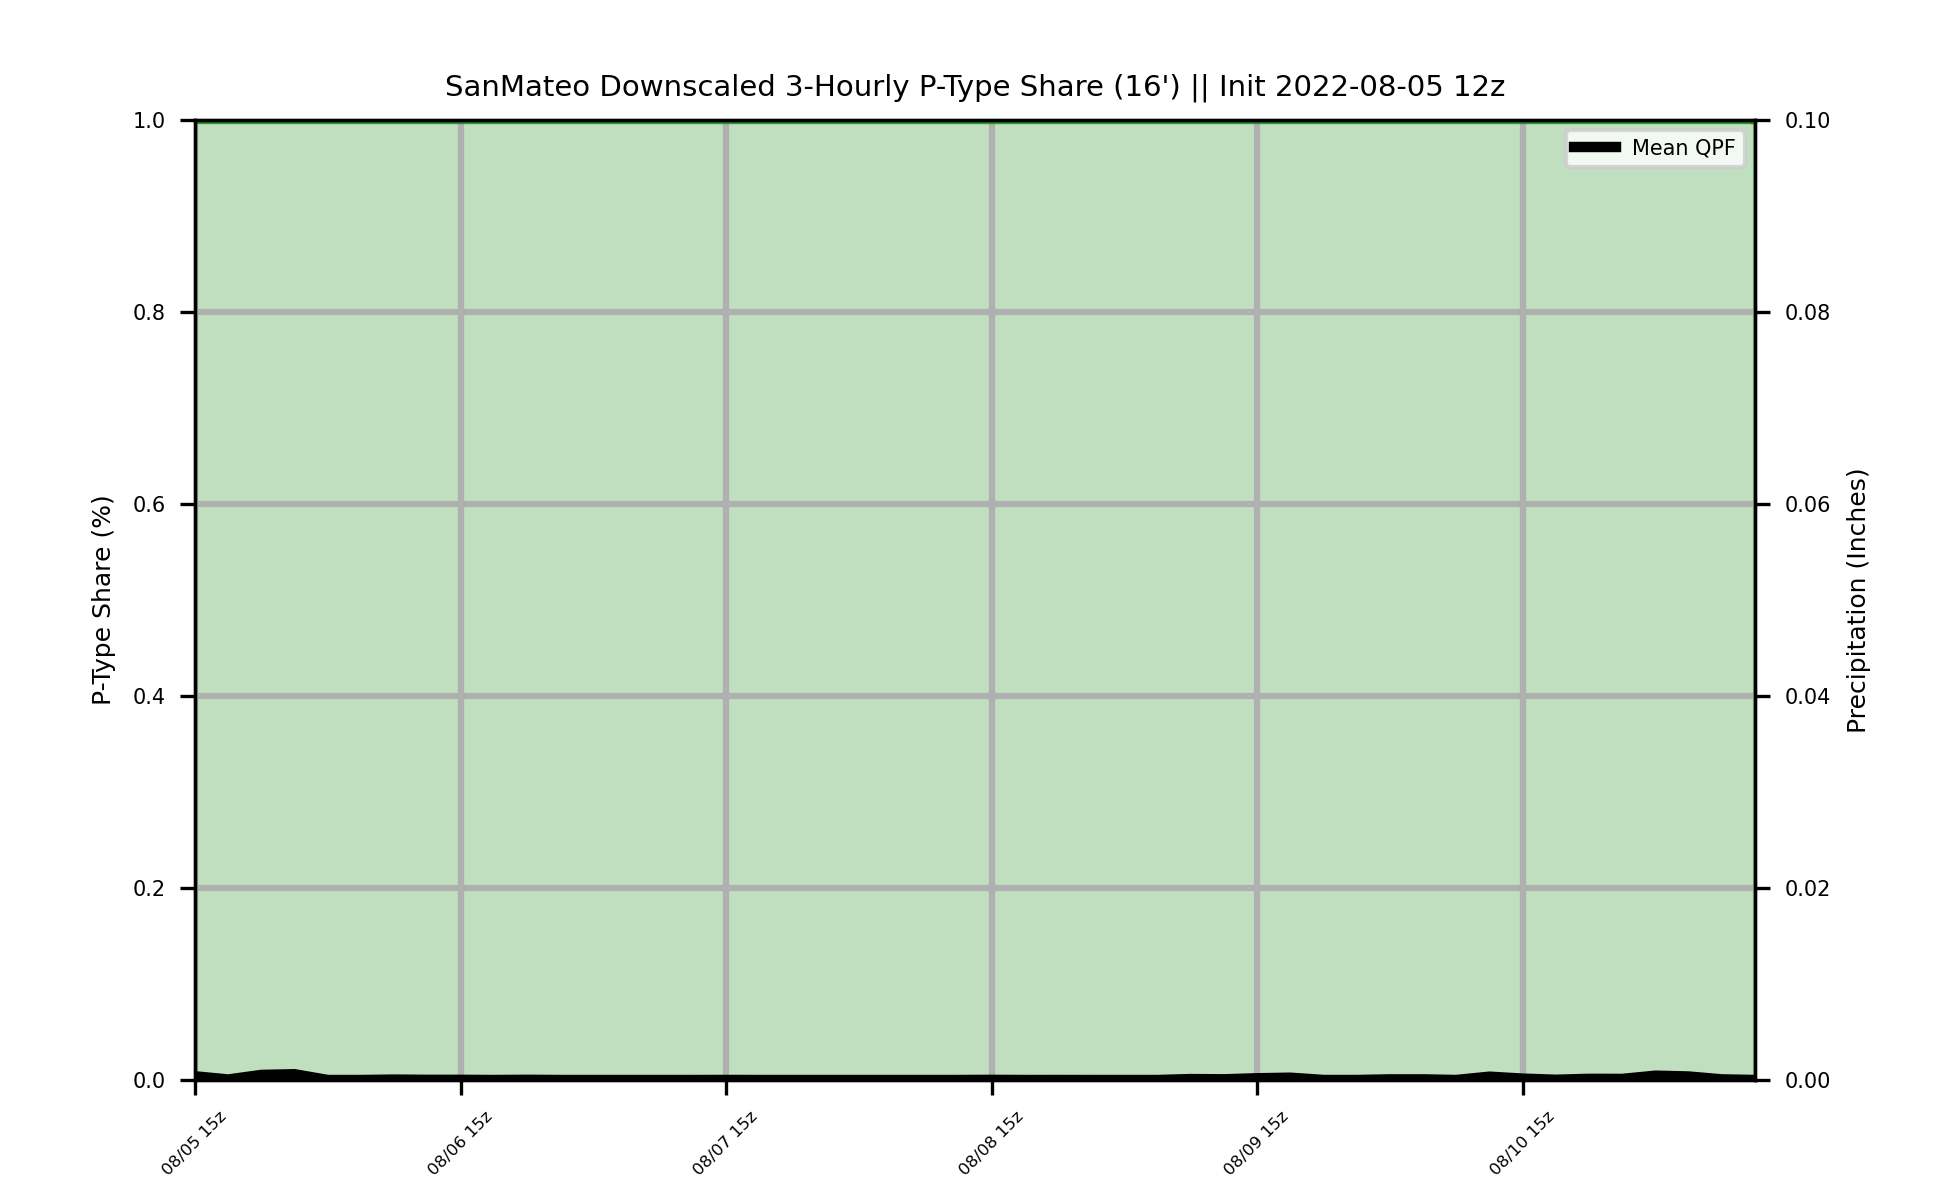 SanMateo Downscaled 3-Hourly P-Type Share (16') || Init 2022-08-05 12z
Mean QPF
P-Type Share (%)
1.0
0.8
0.6
0.4
0.2
0.0
0.10
0.08
0.06
0.04
0.02
0.00
Precipitation (Inches)
08/05 15z
08/06 15z
08/07 15z
08/08 15z
08/09 15z
08/10 15z